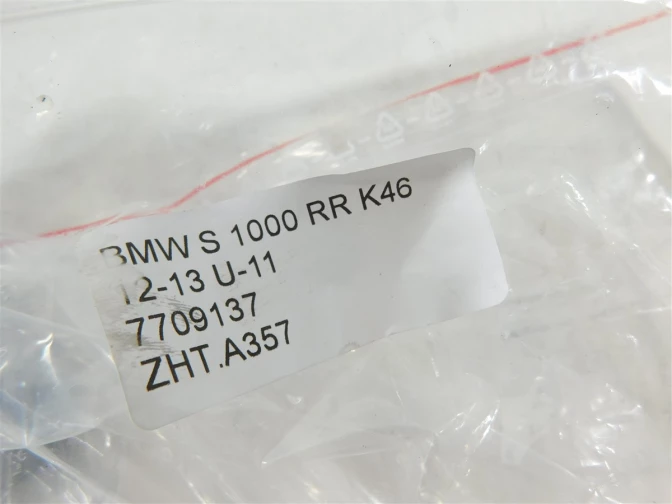 BMW S 1000 RR K46
12-13 U-11
7709137
ZHT.A357